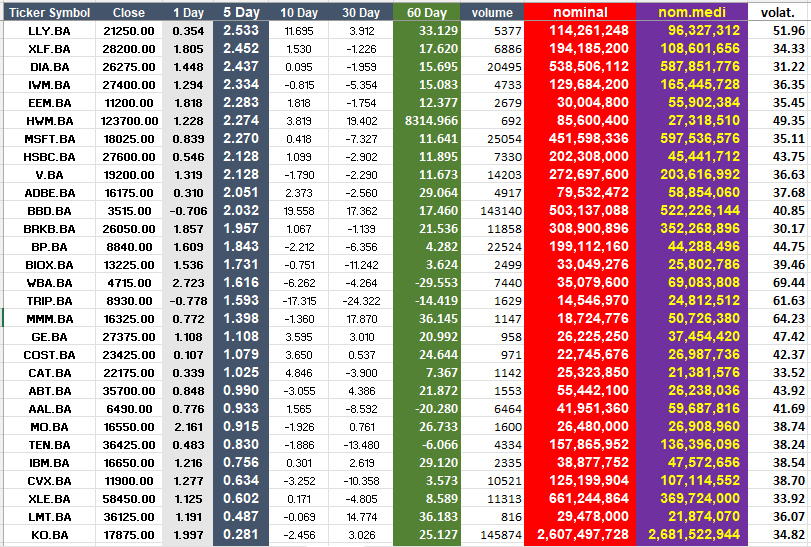 Ticker Symbol Close 1 Day 5 Day 10 Day 30 Day 60 Day volume nominal nom.medi volat.
LLY.BA 21250.00 0.354 2.533 11.695 3.912 33.129 5377 114,261,248 96,327,312 51.96
XLF.BA 28200.00 1.805 2.452 1.530 -1.226 17.620 6886 194,185,200 108,601,656 34.33
DIA.BA 26275.00 1.448 2.437 0.095 -1.959 15.695 20495 538,506,112 587,851,776 31.22
IWM.BA 27400.00 1.294 2.334 -0.815 -5.354 15.083 4733 129,684,200 165,445,728 36.35
EEM.BA 11200.00 1.818 2.283 1.818 -1.754 12.377 2679 30,004,800 55,902,384 35.45
HWM.BA 123700.00 1.228 2.274 3.819 19.402 8314.966 692 85,600,400 27,318,510 49.35
MSFT.BA 18025.00 0.839 2.270 0.418 -7.327 11.641 25054 451,598,336 597,536,576 35.11
HSBC.BA 27600.00 0.546 2.128 1.099 -2.902 11.895 7330 202,308,000 45,441,712 43.75
V.BA 19200.00 1.319 2.128 -1.790 -2.290 11.673 14203 272,697,600 203,616,992 36.63
ADBE.BA 16175.00 0.310 2.051 2.373 -2.560 29.064 4917 79,532,472 58,854,060 37.68
BBD.BA 3515.00 -0.706 2.032 19.558 17.362 17.460 143140 503,137,088 522,226,144 40.85
BRKB.BA 26050.00 1.857 1.957 1.067 -1.139 21.536 11858 308,900,896 352,268,896 30.17
BP.BA 8840.00 1.609 1.843 -2.212 -6.356 4.282 22524 199,112,160 44,288,496 44.75
BIOX.BA 13225.00 1.536 1.731 -0.751 -11.242 3.624 2499 33,049,276 25,802,786 39.46
WBA.BA 4715.00 2.723 1.616 -6.262 -4.264 -29.553 7440 35,079,600 69,083,808 69.44
TRIP.BA 8930.00 -0.778 1.593 -17.315 -24.322 -14.419 1629 14,546,970 24,812,512 61.63
MMM.BA 16325.00 0.772 1.398 -1.360 17.870 36.145 1147 18,724,776 50,726,380 64.23
GE.BA 27375.00 1.108 1.108 3.595 3.010 20.992 958 26,225,250 37,454,420 47.42
COST.BA 23425.00 0.107 1.079 3.650 0.537 24.644 971 22,745,676 26,987,736 42.37
CAT.BA 22175.00 0.339 1.025 4.846 -3.900 7.367 1142 25,323,850 21,381,576 33.52
ABT.BA 35700.00 0.848 0.990 -3.055 4.386 21.872 1553 55,442,100 26,238,036 43.92
AAL.BA 6490.00 0.776 0.933 1.565 -8.592 -20.280 6464 41,951,360 59,687,816 41.69
MO.BA 16550.00 2.161 0.915 -1.926 0.761 26.733 1600 26,480,000 26,908,960 38.74
TEN.BA 36425.00 0.483 0.830 -1.886 -13.480 -6.066 4334 157,865,952 136,396,096 38.24
IBM.BA 16650.00 1.216 0.756 0.301 2.619 29.120 2335 38,877,752 47,572,656 38.54
CVX.BA 11900.00 1.277 0.634 -3.252 -10.358 3.573 10521 125,199,904 107,114,552 38.70
XLE.BA 58450.00 1.125 0.602 0.171 -4.805 8.589 11313 661,244,864 369,724,000 33.92
LMT.BA 36125.00 1.191 0.487 -0.069 14.774 36.183 816 29,478,000 21,874,070 36.07
KO.BA 17875.00 1.997 0.281 -2.456 3.026 25.127 145874 2,607,497,728 2,681,522,944 34.82